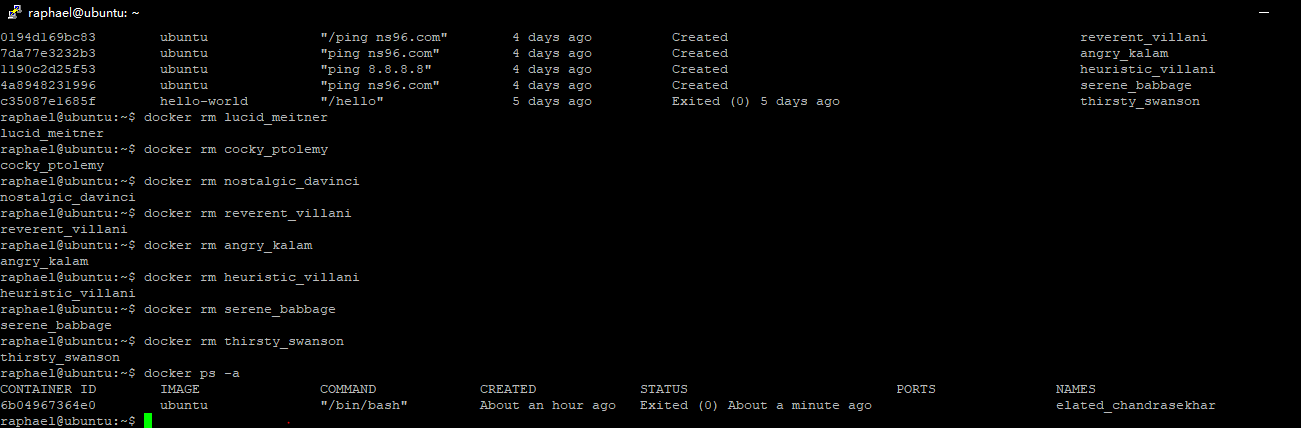 raphael@ubuntu: ~
0194d169bc83 ubuntu "/ping ns96.com" 4 days ago Created reverent_villani
7da77e3232b3 ubuntu "ping ns96.com" 4 days ago Created angry_kalam
1190c2d25f53 ubuntu "ping 8.8.8.8" 4 days ago Created heuristic_villani
4a8948231996 ubuntu "ping ns96.com" 4 days ago Created serene_babbage
c35087e1685f hello-world "/hello" 5 days ago Exited (0) 5 days ago thirsty_swanson
raphael@ubuntu:~$ docker rm lucid_meitner
lucid_meitner
raphael@ubuntu:~$ docker rm cocky_ptolemy
cocky_ptolemy
raphael@ubuntu:~$ docker rm nostalgic_davinci
nostalgic_davinci
raphael@ubuntu:~$ docker rm reverent_villani
reverent_villani
raphael@ubuntu:~$ docker rm angry_kalam
angry_kalam
raphael@ubuntu:~$ docker rm heuristic_villani
heuristic_villani
raphael@ubuntu:~$ docker rm serene_babbage
serene_babbage
raphael@ubuntu:~$ docker rm thirsty_swanson
thirsty_swanson
raphael@ubuntu:~$ docker ps -a
CONTAINER ID IMAGE COMMAND CREATED STATUS PORTS NAMES
6b04967364e0 ubuntu "/bin/bash" About an hour ago Exited (0) About a minute ago elated_chandrasekhar
raphael@ubuntu:~$